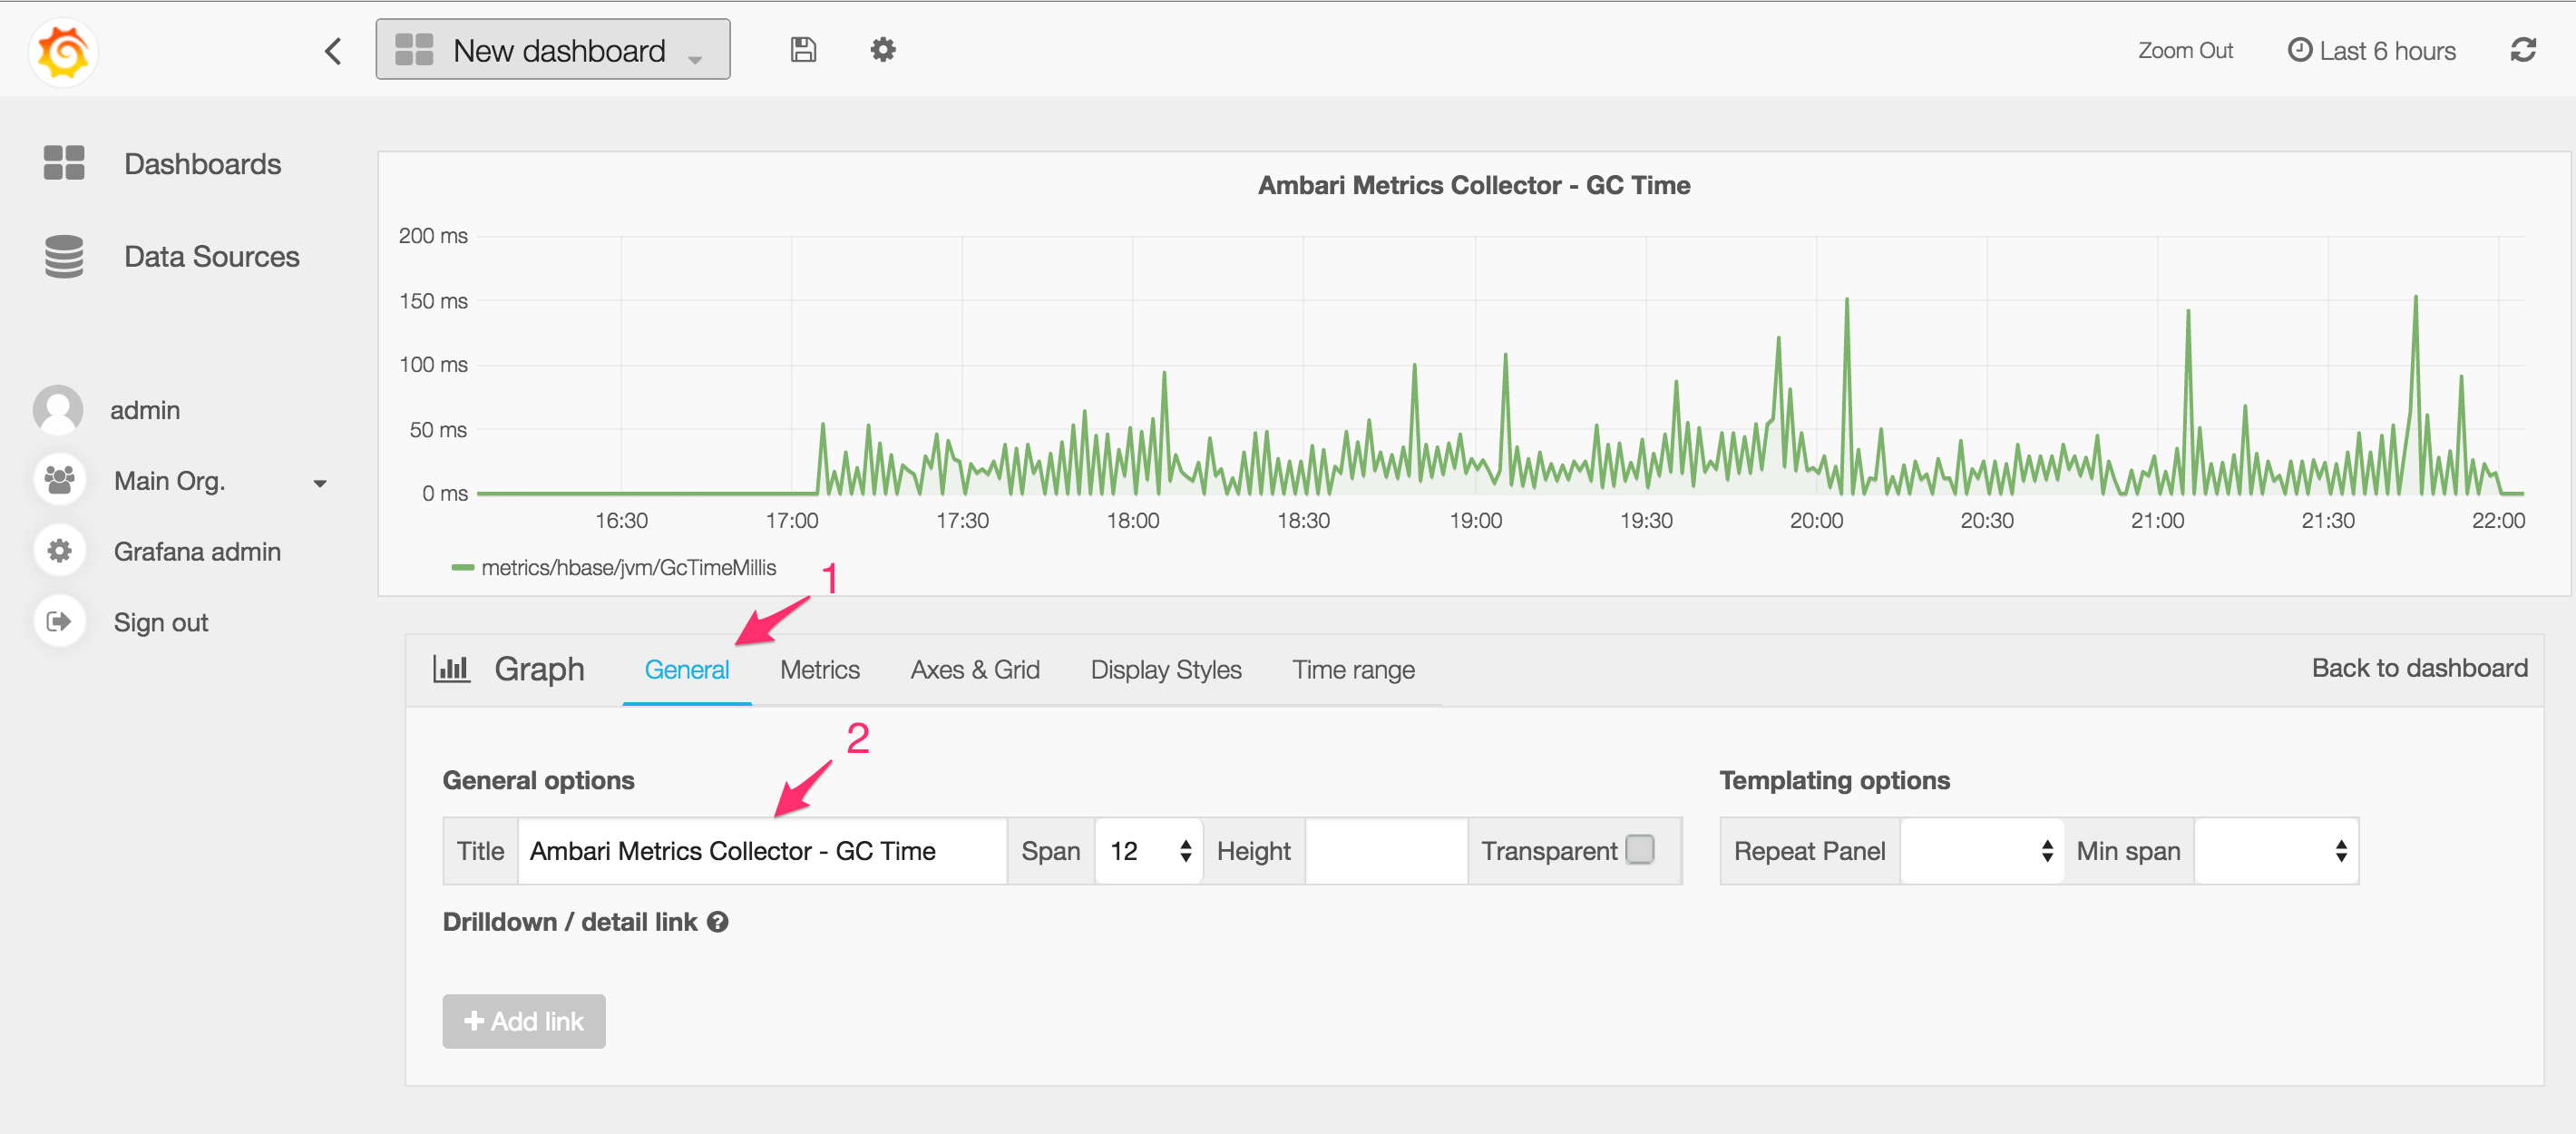 New dashboard
Zoom Out
Last 6 hours
Dashboards
Data Sources
admin
Main Org.
Grafana admin
Sign out
Ambari Metrics Collector - GC Time
200 ms
150 ms
100 ms
50 ms
0 ms
16:30 17:00 17:30 18:00 18:30 19:00 19:30 20:00 20:30 21:00 21:30 22:00
metrics/hbase/jvm/GcTimeMillis
1
Graph General Metrics Axes & Grid Display Styles Time range Back to dashboard
2
General options
Title Ambari Metrics Collector - GC Time Span 12 Height Transparent
Drilldown / detail link ?
+ Add link
Templating options
Repeat Panel Min span